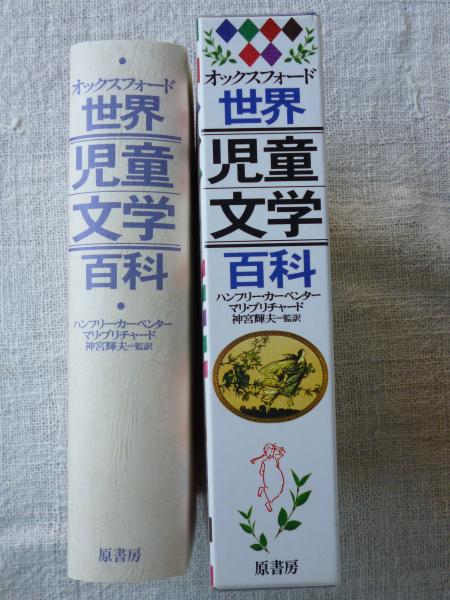 オックスフォード
世界
児童
文学
百科
ハンフリー・カーペンター
マリ・プリチャード
神宮輝夫=監訳
原書房
オックスフォード
世界
児童
文学
百科
ハンフリー・カーペンター
マリ・プリチャード
神宮輝夫=監訳
原書房